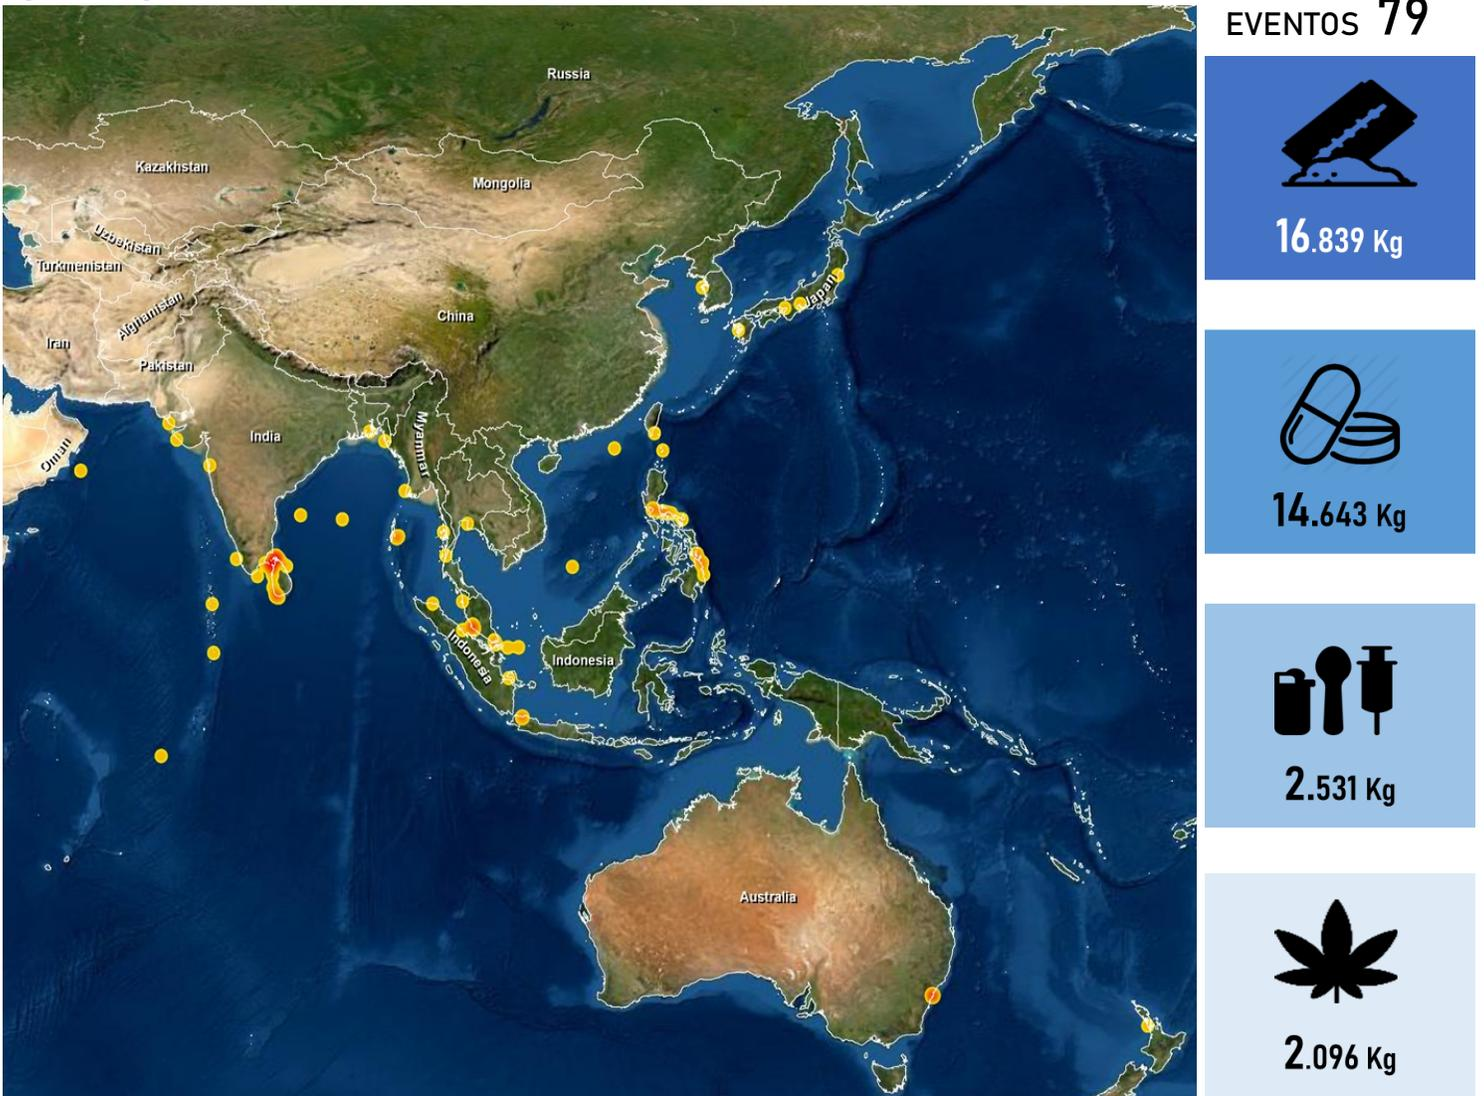 EVENTOS 79
Russia
Kazakhstan
Mongolia
Uzbekistan
Turkmenistan
Afghanistan
China
Japan
Iran
Pakistan
India
Myanmar
Oman
Indonesia
Indonesia
Australia
16.839 Kg
14.643 Kg
2.531 Kg
2.096 Kg